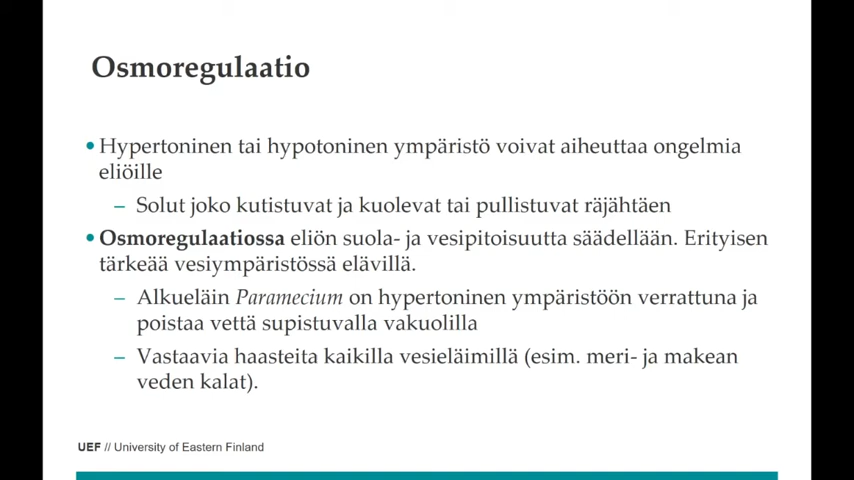 Osmoregulaatio
• Hypertoninen tai hypotoninen ympäristö voivat aiheuttaa ongelmia
eliöille
– Solut joko kutistuvat ja kuolevat tai pullistuvat räjähtäen
• Osmoregulaatiossa eliön suola- ja vesipitoisuutta säädellään. Erityisen
tärkeää vesiympäristössä elävillä.
– Alkueläin Paramecium on hypertoninen ympäristöön verrattuna ja
poistaa vettä supistuvalla vakuolilla
– Vastaavia haasteita kaikilla vesieläimillä (esim. meri- ja makean
veden kalat).
UEF // University of Eastern Finland